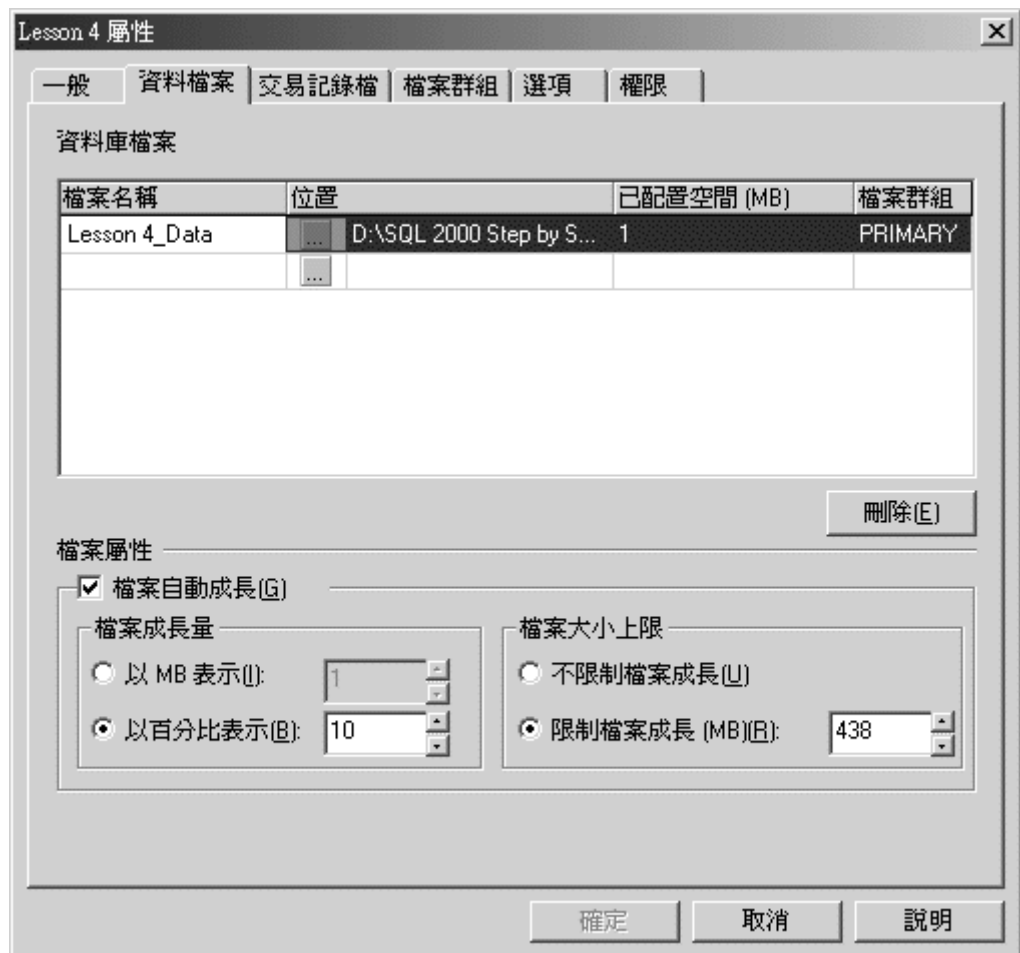 Lesson 4 屬性
一般 資料檔案 交易記錄檔 檔案群組 選項 權限
資料庫檔案
檔案名稱 位置 已配置空間 (MB) 檔案群組
Lesson 4_Data ... D:\SQL 2000 Step by S... 1 PRIMARY
...
刪除(E)
檔案屬性
檔案自動成長(G)
檔案成長量 檔案大小上限
以 MB 表示(I): 1 不限制檔案成長(U)
以百分比表示(B): 10 限制檔案成長 (MB)(R): 438
確定 取消 說明